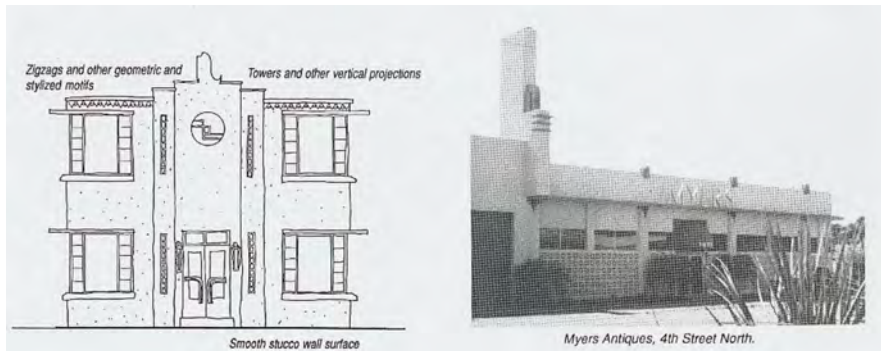 Zigzags and other geometric and
stylized motifs
Towers and other vertical projections
Smooth stucco wall surface
MYERS
Myers Antiques, 4th Street North.